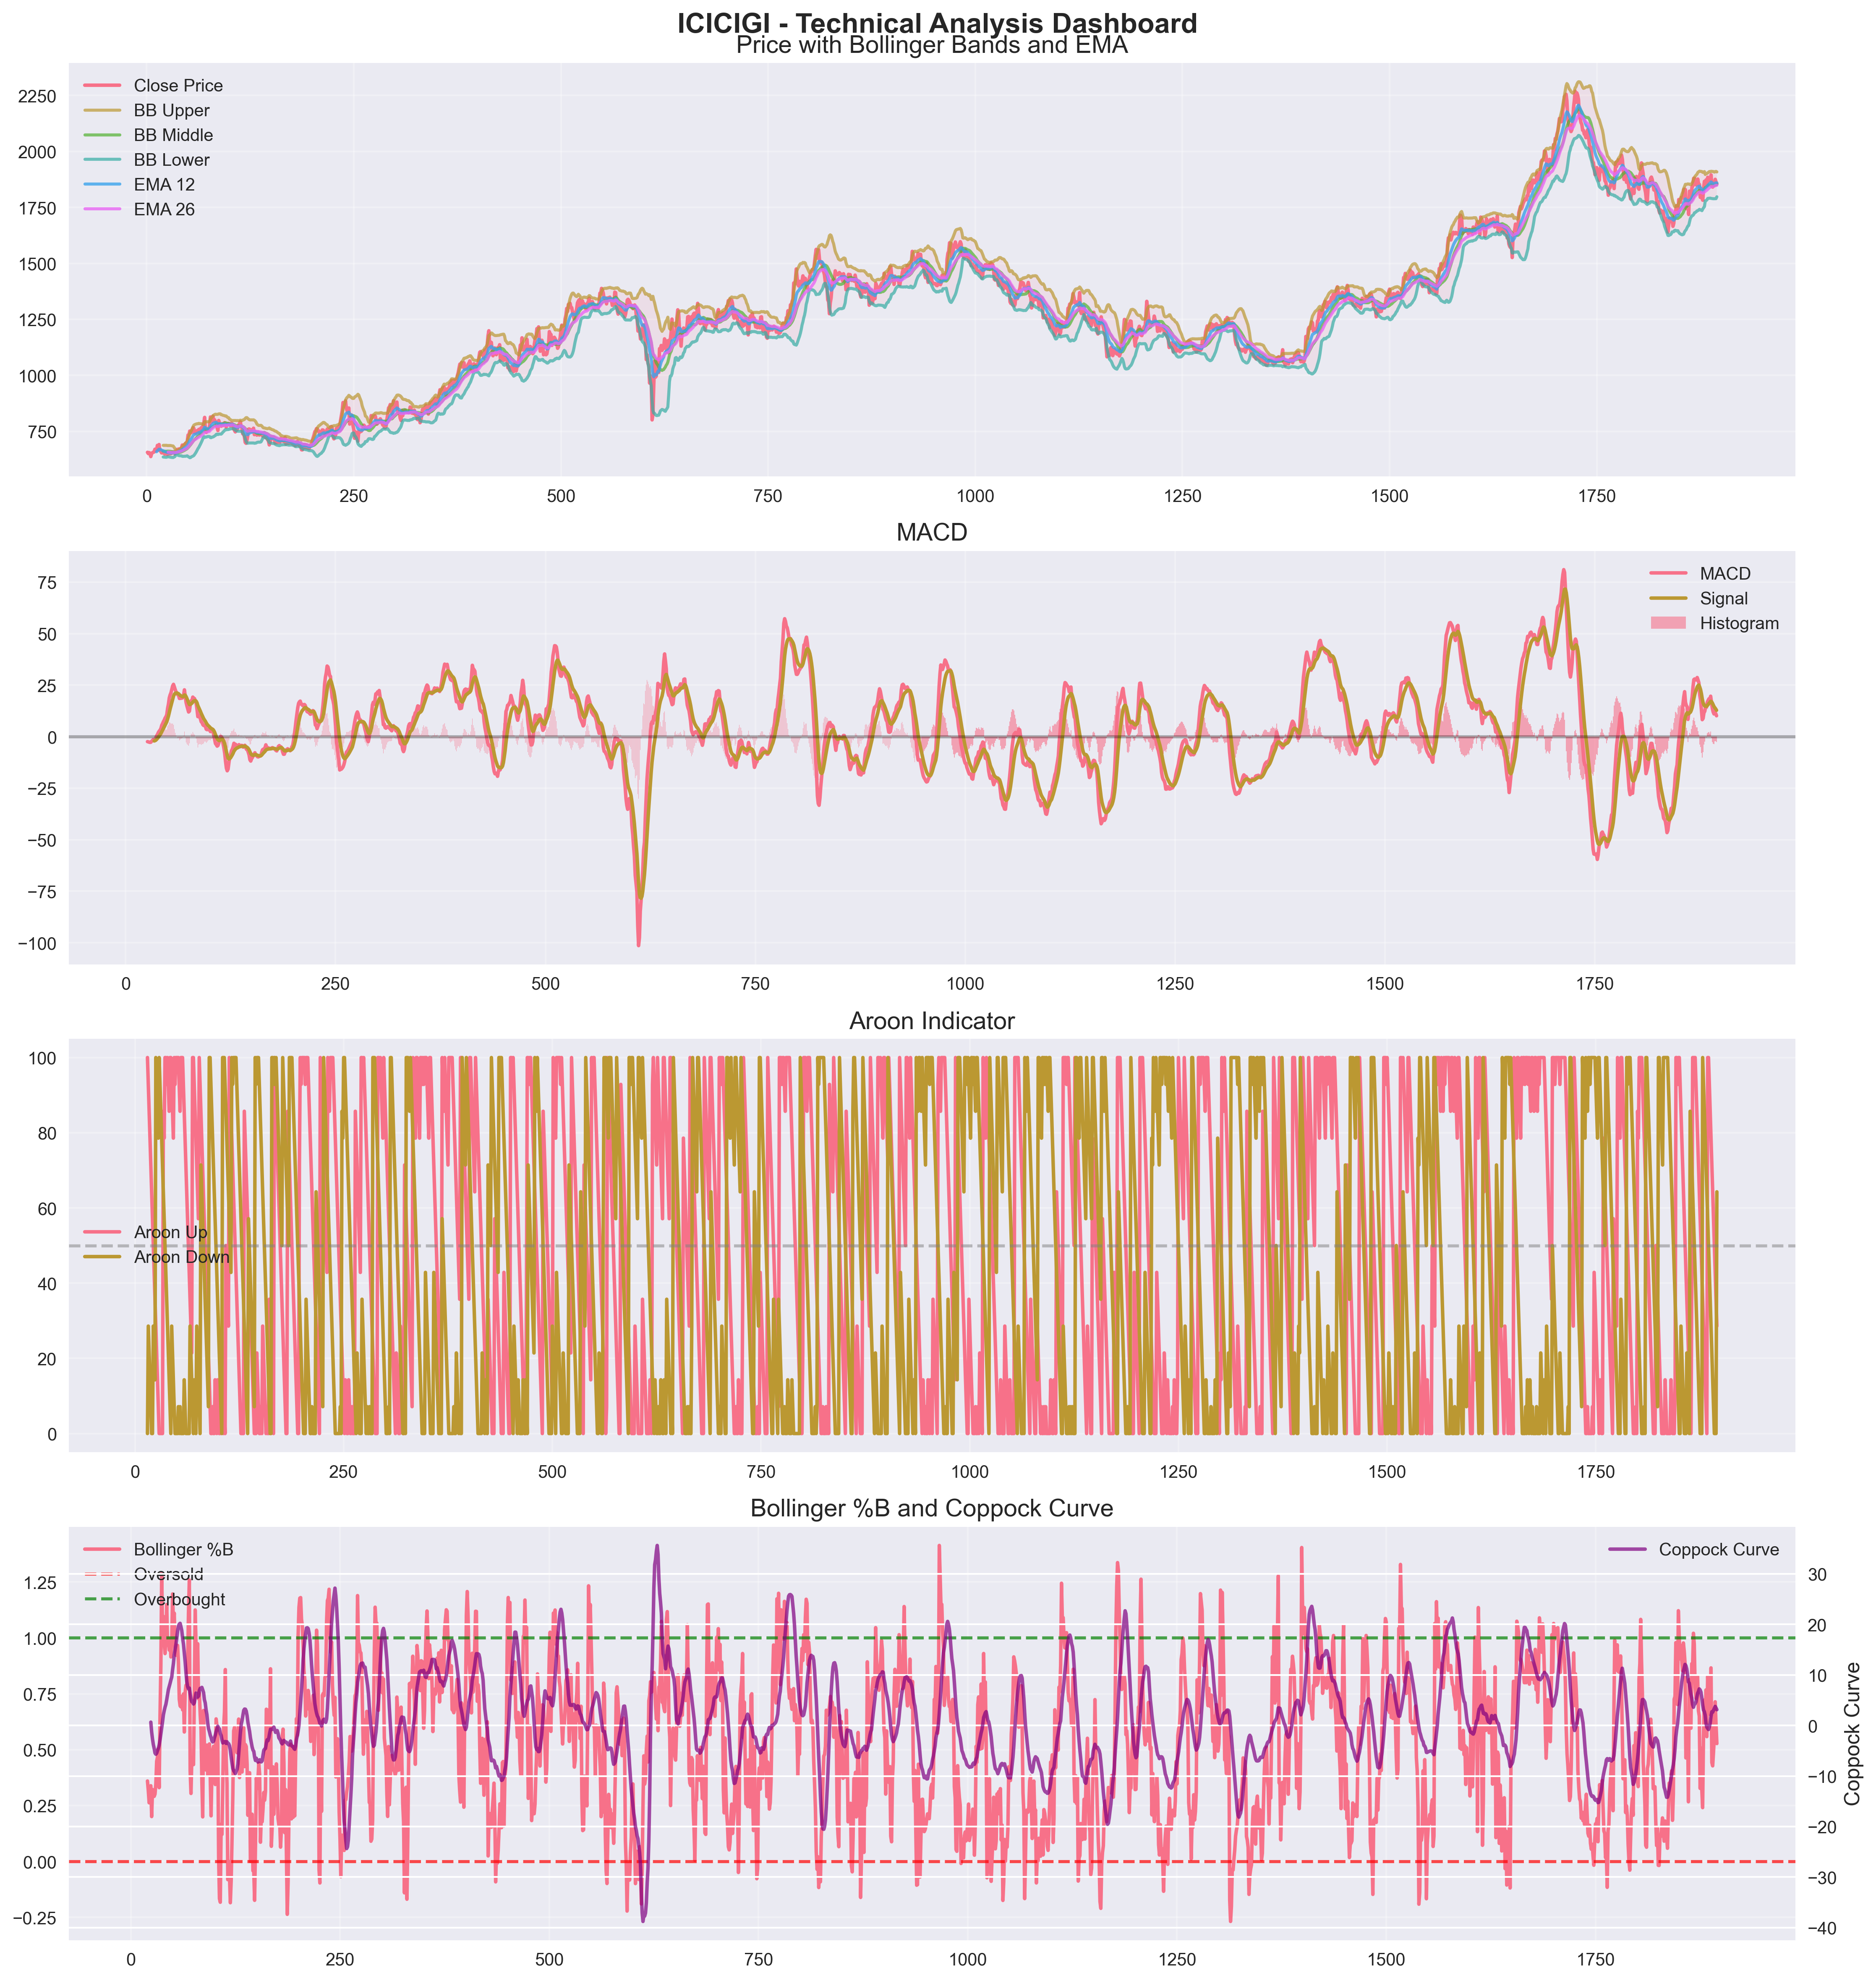 ICICIGI - Technical Analysis Dashboard
Price with Bollinger Bands and EMA
Close Price
BB Upper
BB Middle
BB Lower
EMA 12
EMA 26
2250
2000
1750
1500
1250
1000
750
0 250 500 750 1000 1250 1500 1750
MACD
MACD
Signal
Histogram
75
50
25
0
−25
−50
−75
−100
0 250 500 750 1000 1250 1500 1750
Aroon Indicator
100
80
60
40
20
0
Aroon Up
Aroon Down
0 250 500 750 1000 1250 1500 1750
Bollinger %B and Coppock Curve
Bollinger %B
Oversold
Overbought
Coppock Curve
1.25
1.00
0.75
0.50
0.25
0.00
−0.25
30
20
10
0
−10
−20
−30
−40
Coppock Curve
0 250 500 750 1000 1250 1500 1750